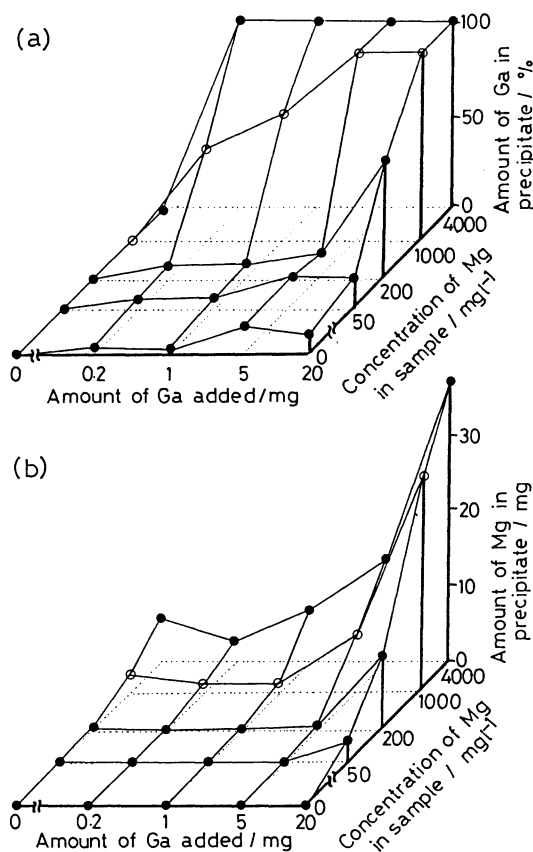 (a)
100
50
0
Amount of Ga in
precipitate / %
4000
1000
200
50
0
Concentration of Mg
in sample / mgl⁻¹
0
0·2
1
5
20
Amount of Ga added/mg
(b)
30
20
10
0
Amount of Mg in
precipitate / mg
4000
1000
200
50
0
Concentration of Mg
in sample / mgl⁻¹
0
0·2
1
5
20
Amount of Ga added/mg